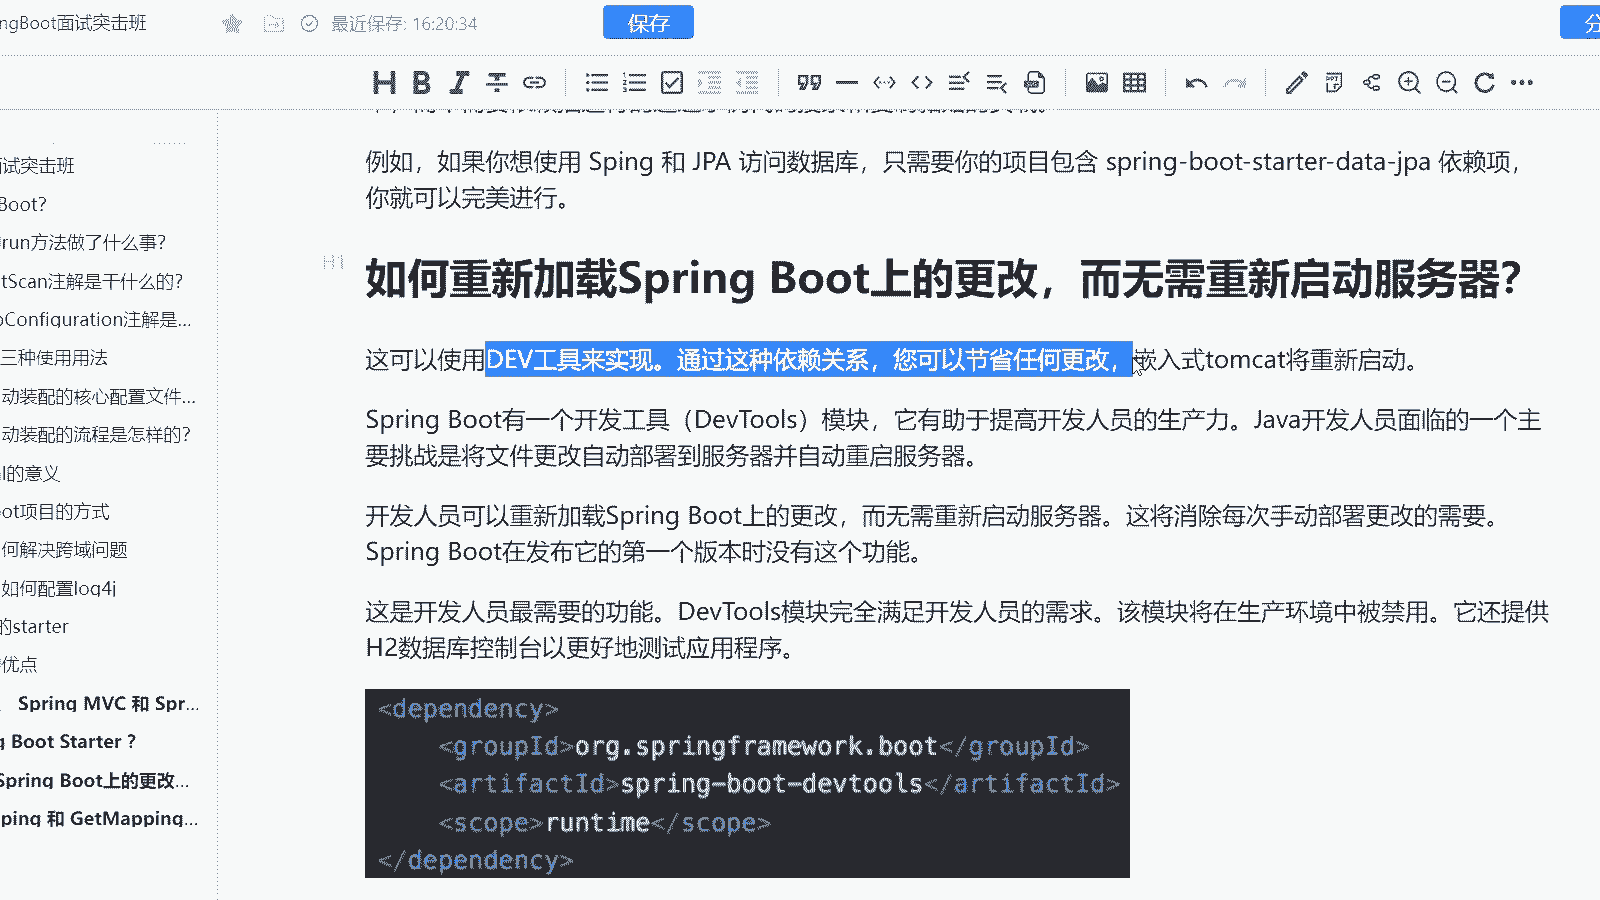 ngBoot面试突击班
最近保存: 16:20:34
保存
分
面试突击班
Boot?
run方法做了什么事?
tScan注解是干什么的?
oConfiguration注解是...
三种使用用法
动装配的核心配置文件...
动装配的流程是怎样的?
的意义
ot项目的方式
何解决跨域问题
如何配置log4j
的starter
优点
Spring MVC 和 Spr...
g Boot Starter ?
Spring Boot上的更改...
ping 和 GetMapping...
例如，如果你想使用 Sping 和 JPA 访问数据库，只需要你的项目包含 spring-boot-starter-data-jpa 依赖项，
你就可以完美进行。
H1
如何重新加载Spring Boot上的更改，而无需重新启动服务器?
这可以使用DEV工具来实现。通过这种依赖关系，您可以节省任何更改，嵌入式tomcat将重新启动。
Spring Boot有一个开发工具（DevTools）模块，它有助于提高开发人员的生产力。Java开发人员面临的一个主
要挑战是将文件更改自动部署到服务器并自动重启服务器。
开发人员可以重新加载Spring Boot上的更改，而无需重新启动服务器。这将消除每次手动部署更改的需要。
Spring Boot在发布它的第一个版本时没有这个功能。
这是开发人员最需要的功能。DevTools模块完全满足开发人员的需求。该模块将在生产环境中被禁用。它还提供
H2数据库控制台以更好地测试应用程序。
<dependency>
<groupId>org.springframework.boot</groupId>
<artifactId>spring-boot-devtools</artifactId>
<scope>runtime</scope>
</dependency>